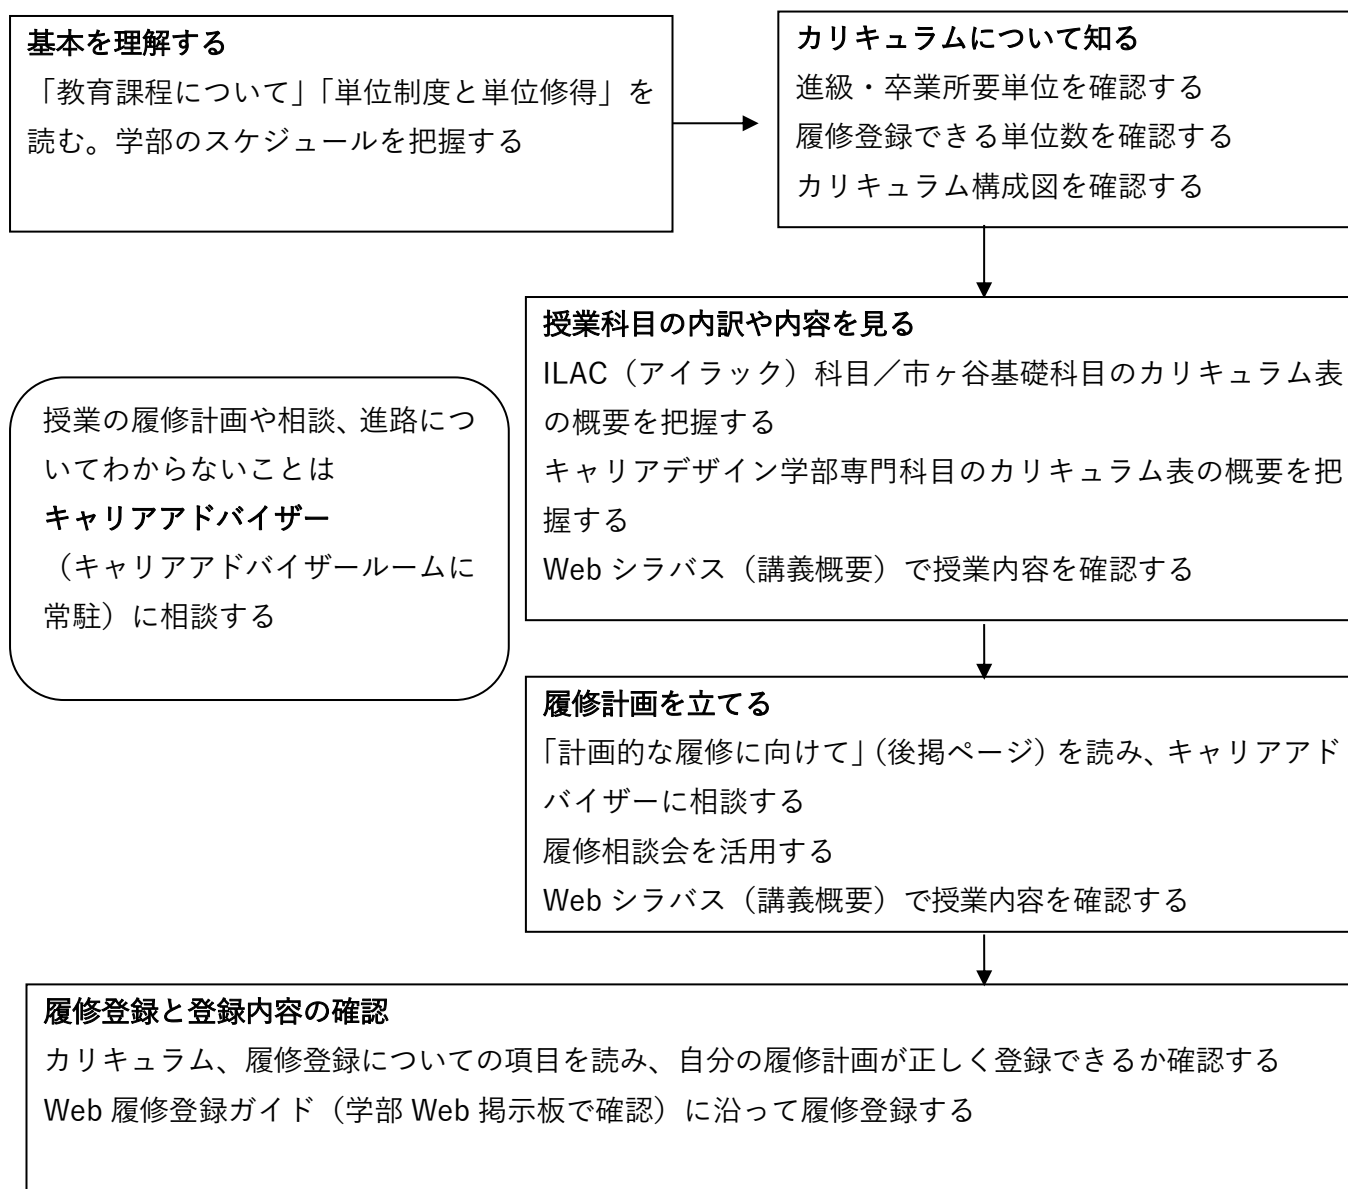 基本を理解する
「教育課程について」「単位制度と単位修得」を
読む。学部のスケジュールを把握する
カリキュラムについて知る
進級・卒業所要単位を確認する
履修登録できる単位数を確認する
カリキュラム構成図を確認する
授業科目の内訳や内容を見る
ILAC（アイラック）科目／市ヶ谷基礎科目のカリキュラム表
の概要を把握する
キャリアデザイン学部専門科目のカリキュラム表の概要を把
握する
Web シラバス（講義概要）で授業内容を確認する
授業の履修計画や相談、進路につ
いてわからないことは
キャリアアドバイザー
（キャリアアドバイザールームに
常駐）に相談する
履修計画を立てる
「計画的な履修に向けて」（後掲ページ）を読み、キャリアアド
バイザーに相談する
履修相談会を活用する
Web シラバス（講義概要）で授業内容を確認する
履修登録と登録内容の確認
カリキュラム、履修登録についての項目を読み、自分の履修計画が正しく登録できるか確認する
Web 履修登録ガイド（学部 Web 掲示板で確認）に沿って履修登録する